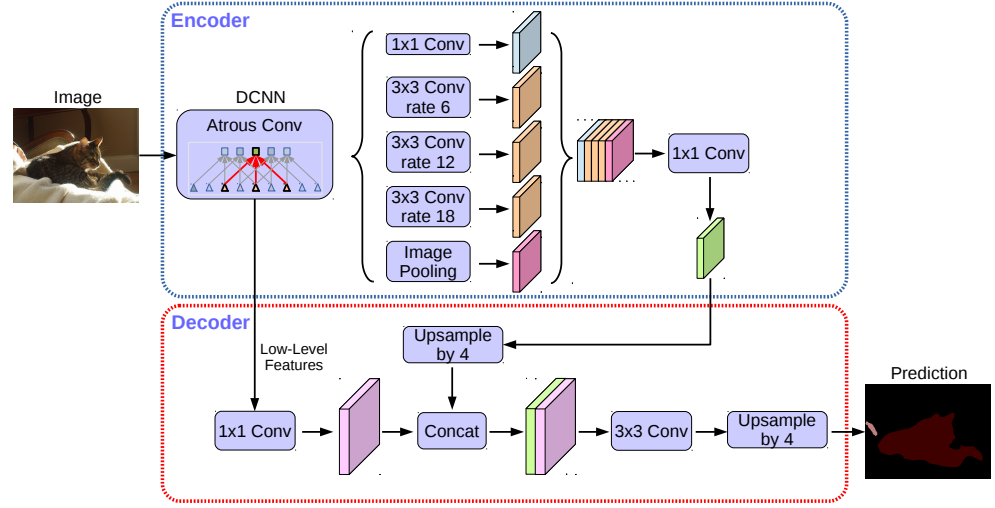 Encoder
Image
DCNN
Atrous Conv
1x1 Conv
3x3 Conv
rate 6
3x3 Conv
rate 12
3x3 Conv
rate 18
Image
Pooling
1x1 Conv
Decoder
Low-Level
Features
Upsample
by 4
1x1 Conv
Concat
3x3 Conv
Upsample
by 4
Prediction